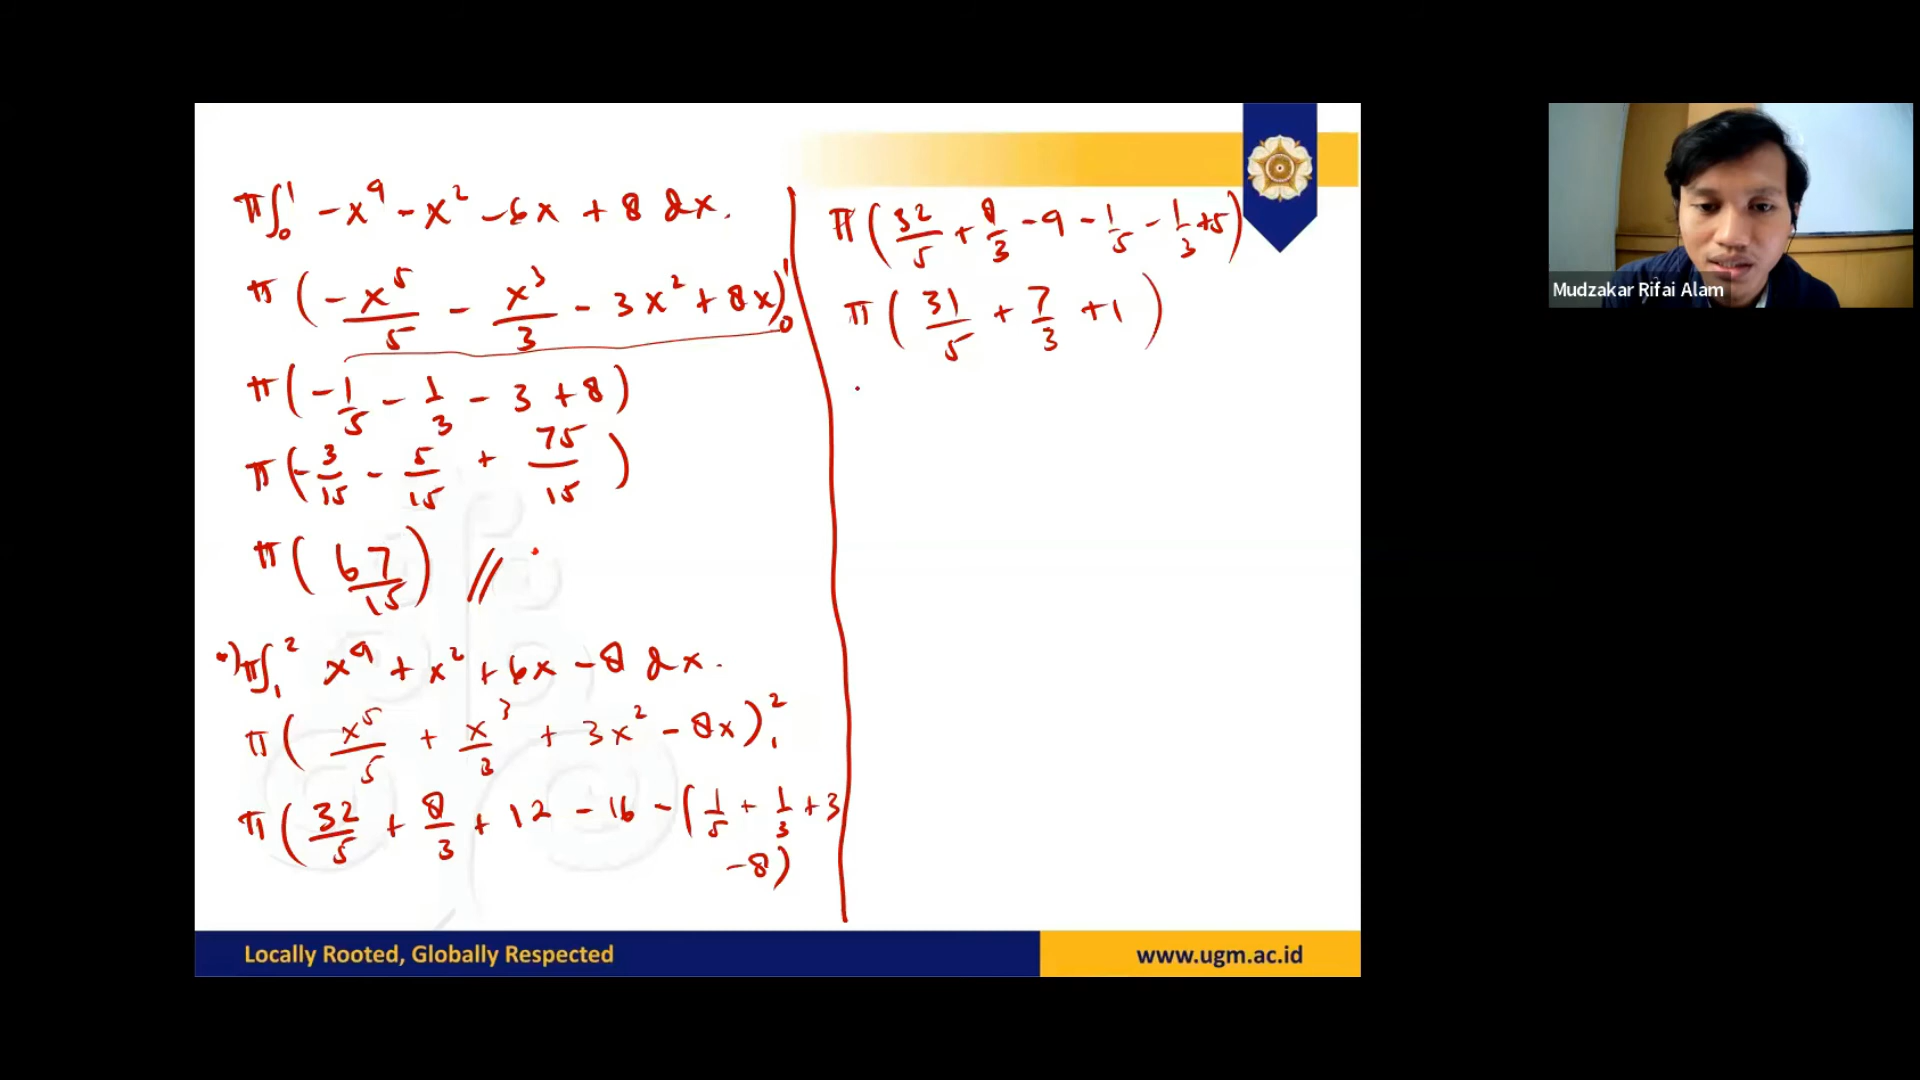 π∫₀¹ -x⁴ - x² - 6x + 8 dx.
π(-x⁵/5 - x³/3 - 3x² + 8x)₀¹
π(-1/5 - 1/3 - 3 + 8)
π(-3/15 - 5/15 + 75/15)
π(67/15) //
•) π∫₁² x⁴ + x² + 6x - 8 dx.
π(x⁵/5 + x³/3 + 3x² - 8x)₁²
π(32/5 + 8/3 + 12 - 16 - (1/5 + 1/3 + 3
-8)
π(32/5 + 8/3 - 4 - 1/5 - 1/3 + 5)
π(31/5 + 7/3 + 1)
Mudzakar Rifai Alam
Locally Rooted, Globally Respected
www.ugm.ac.id